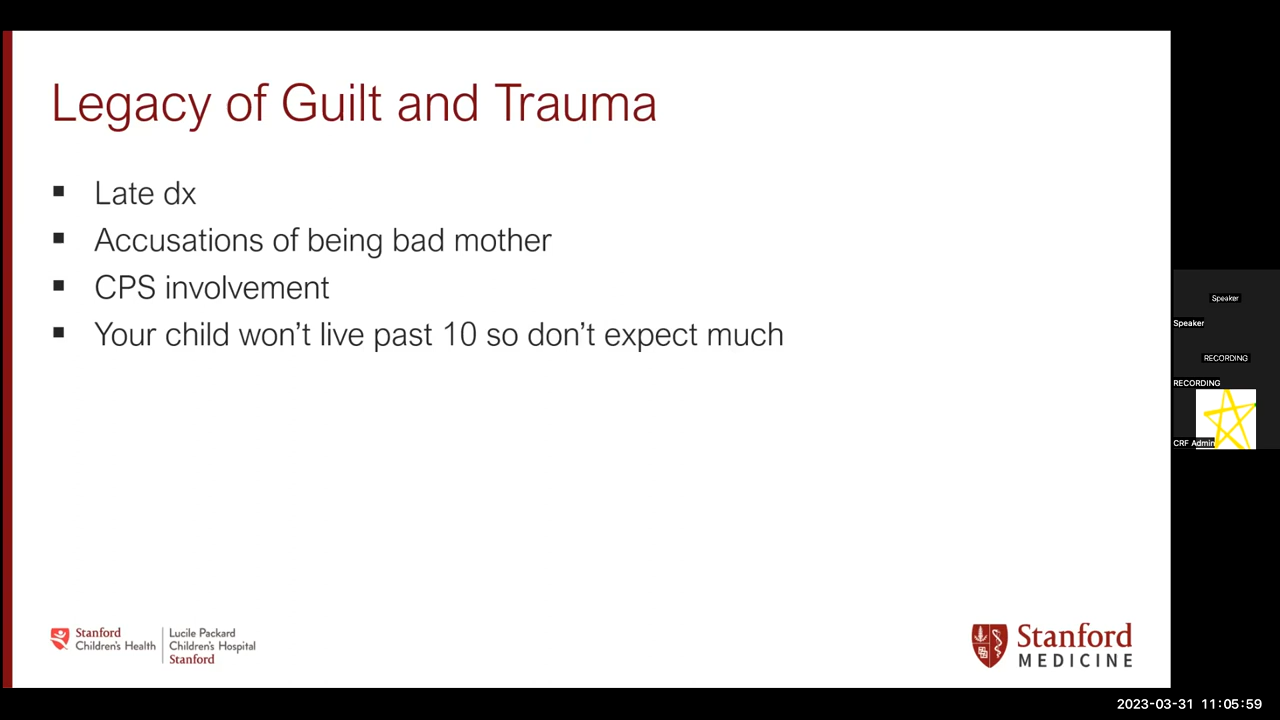 Legacy of Guilt and Trauma
▪ Late dx
▪ Accusations of being bad mother
▪ CPS involvement
▪ Your child won’t live past 10 so don’t expect much
Speaker
Speaker
RECORDING
RECORDING
CRF Admin
Stanford
Children's Health
Lucile Packard
Children's Hospital
Stanford
Stanford
MEDICINE
2023-03-31 11:05:59